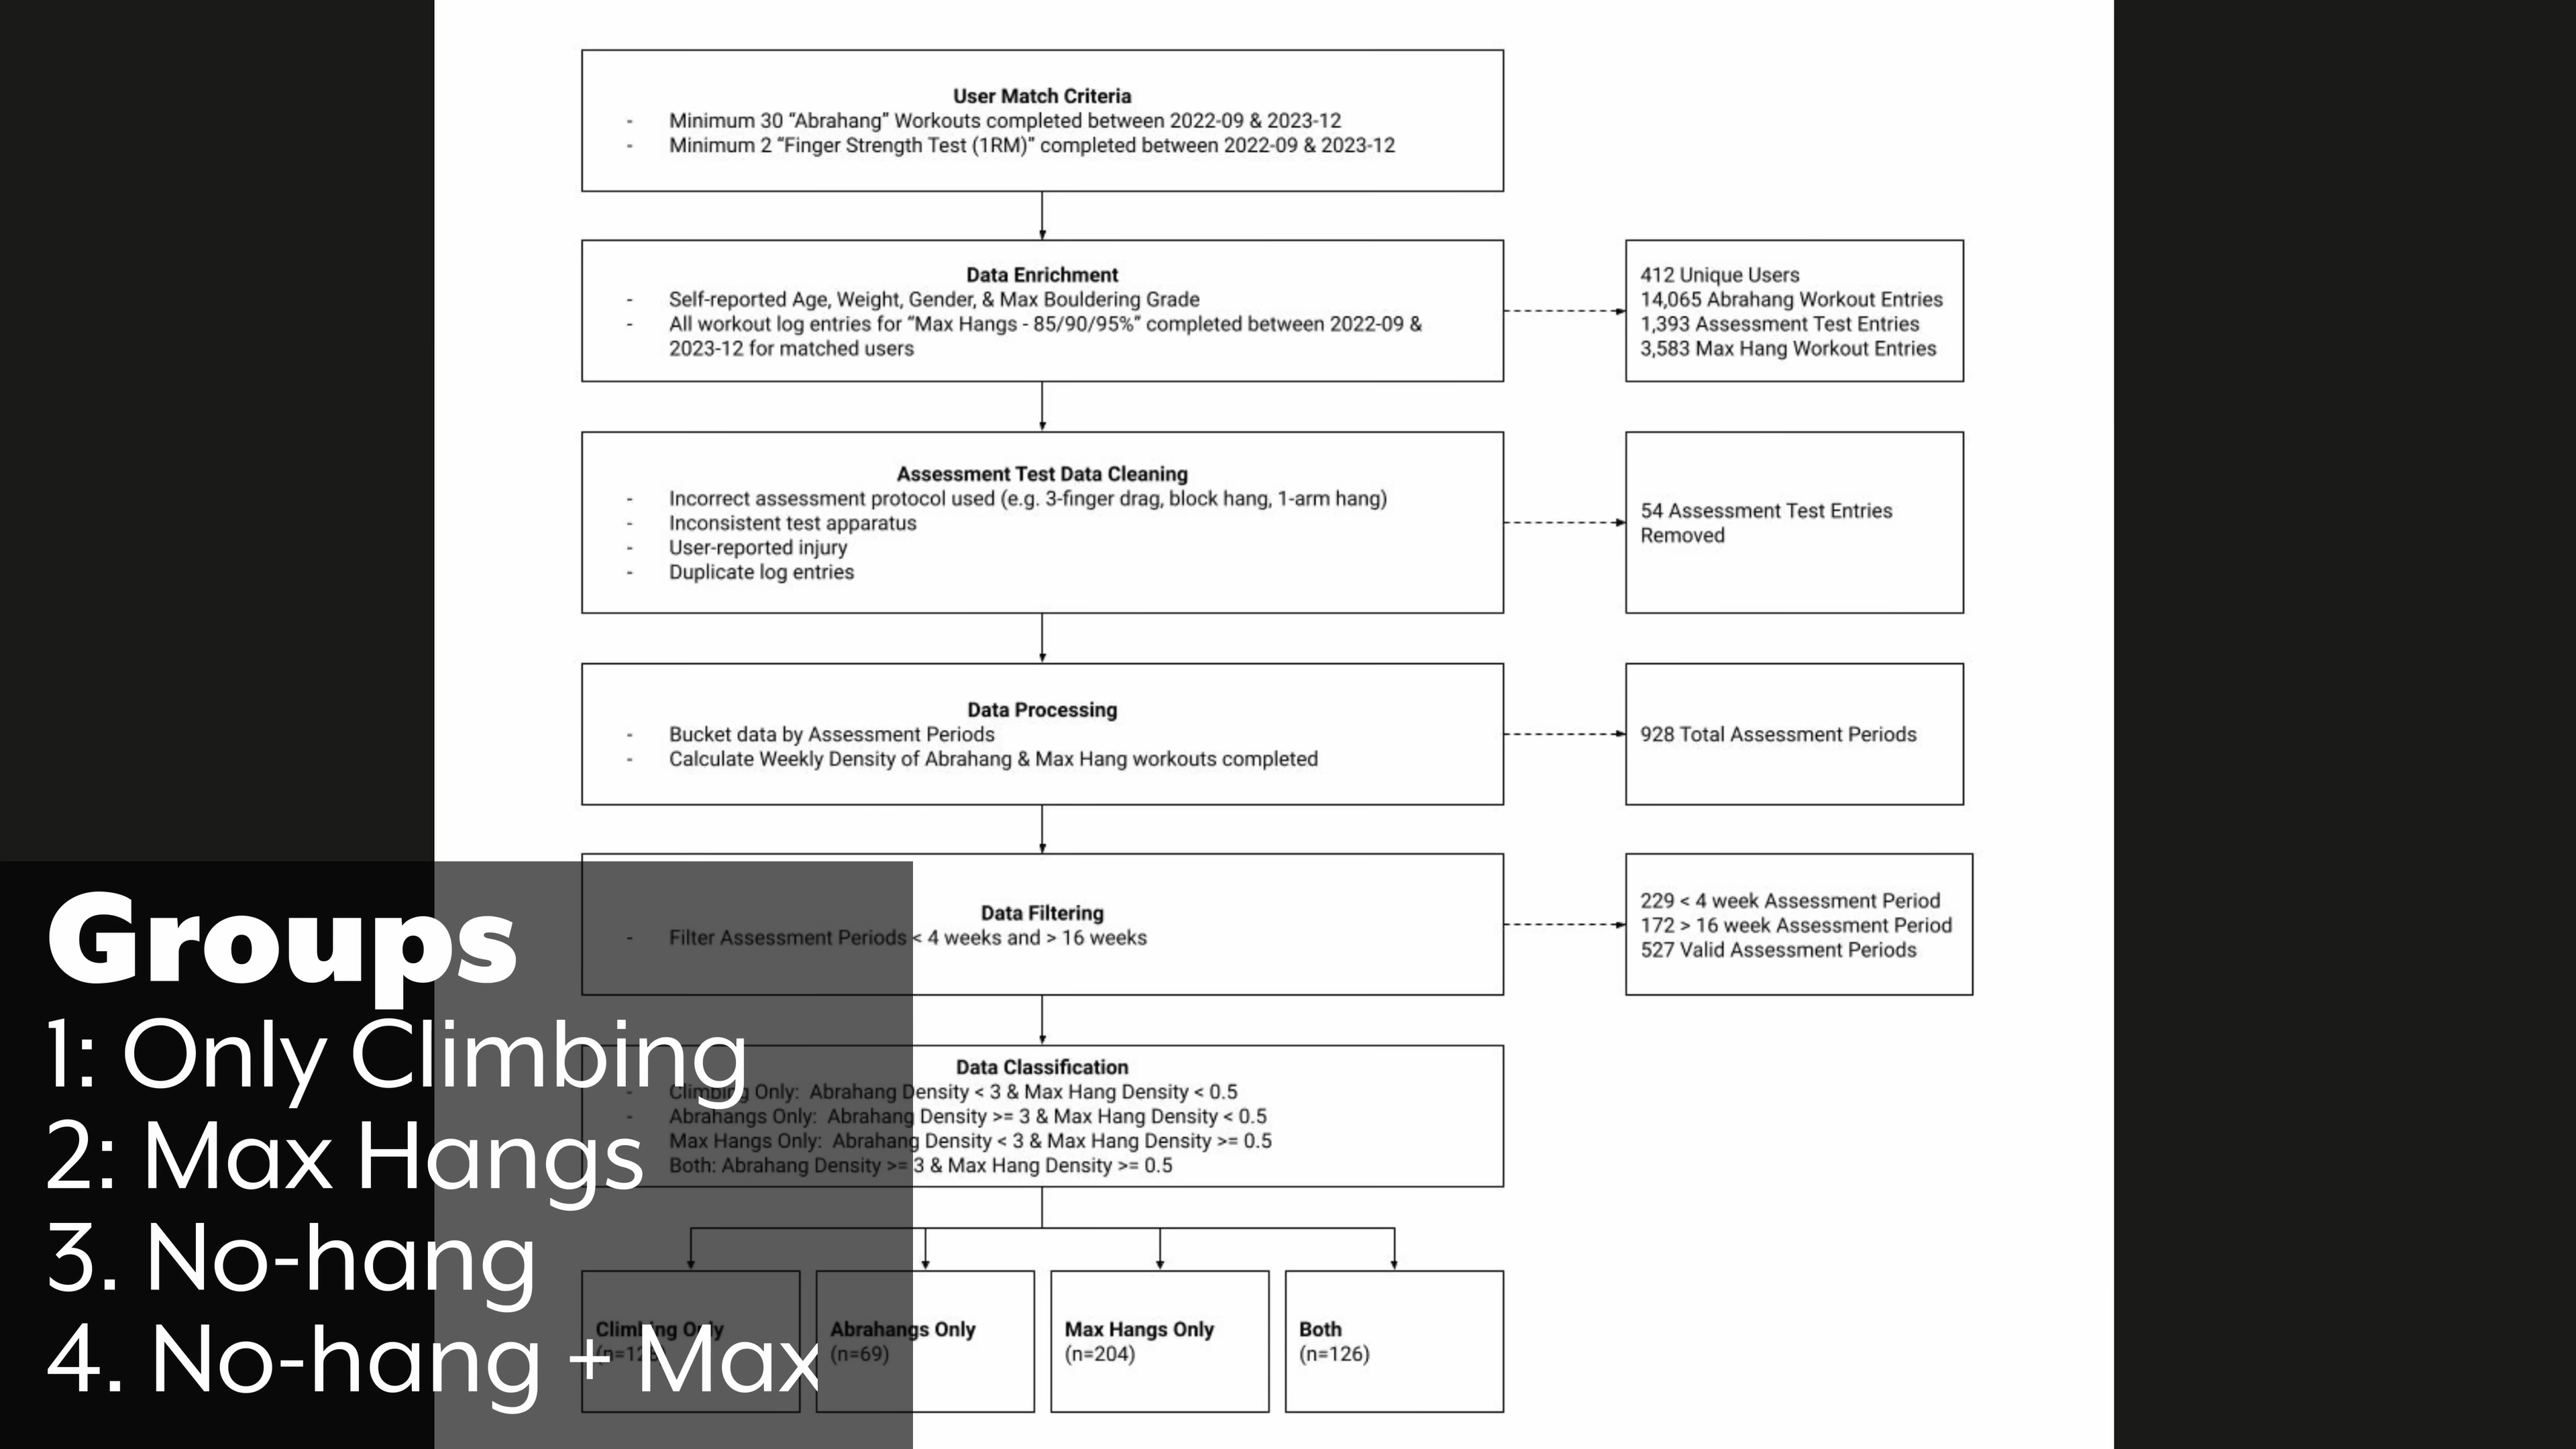 User Match Criteria
- Minimum 30 “Abrahang” Workouts completed between 2022-09 & 2023-12
- Minimum 2 “Finger Strength Test (1RM)” completed between 2022-09 & 2023-12
Data Enrichment
- Self-reported Age, Weight, Gender, & Max Bouldering Grade
- All workout log entries for “Max Hangs - 85/90/95%” completed between 2022-09 &
2023-12 for matched users
412 Unique Users
14,065 Abrahang Workout Entries
1,393 Assessment Test Entries
3,583 Max Hang Workout Entries
Assessment Test Data Cleaning
- Incorrect assessment protocol used (e.g. 3-finger drag, block hang, 1-arm hang)
- Inconsistent test apparatus
- User-reported injury
- Duplicate log entries
54 Assessment Test Entries
Removed
Data Processing
- Bucket data by Assessment Periods
- Calculate Weekly Density of Abrahang & Max Hang workouts completed
928 Total Assessment Periods
Data Filtering
- Filter Assessment Periods < 4 weeks and > 16 weeks
229 < 4 week Assessment Period
172 > 16 week Assessment Period
527 Valid Assessment Periods
Data Classification
- Climbing Only: Abrahang Density < 3 & Max Hang Density < 0.5
- Abrahangs Only: Abrahang Density >= 3 & Max Hang Density < 0.5
Max Hangs Only: Abrahang Density < 3 & Max Hang Density >= 0.5
Both: Abrahang Density >= 3 & Max Hang Density >= 0.5
Climbing Only
Abrahangs Only
(n=69)
Max Hangs Only
(n=204)
Both
(n=126)
Groups
1: Only Climbing
2: Max Hangs
3. No-hang
4. No-hang + Max